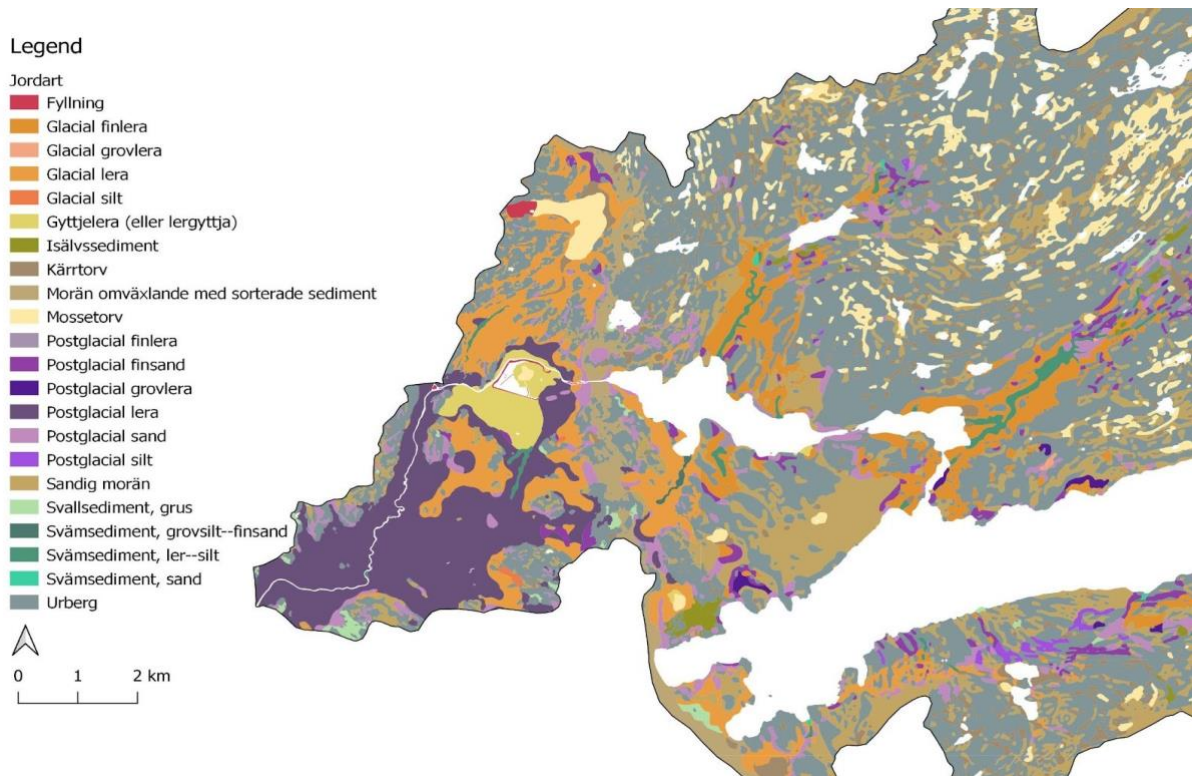 Legend
Jordart
Fyllning
Glacial finlera
Glacial grovlera
Glacial lera
Glacial silt
Gyttjelera (eller lergyttja)
Isälvssediment
Kärrtorv
Morän omväxlande med sorterade sediment
Mossetorv
Postglacial finlera
Postglacial finsand
Postglacial grovlera
Postglacial lera
Postglacial sand
Postglacial silt
Sandig morän
Svallsediment, grus
Svämsediment, grovsilt--finsand
Svämsediment, ler--silt
Svämsediment, sand
Urberg
0 1 2 km